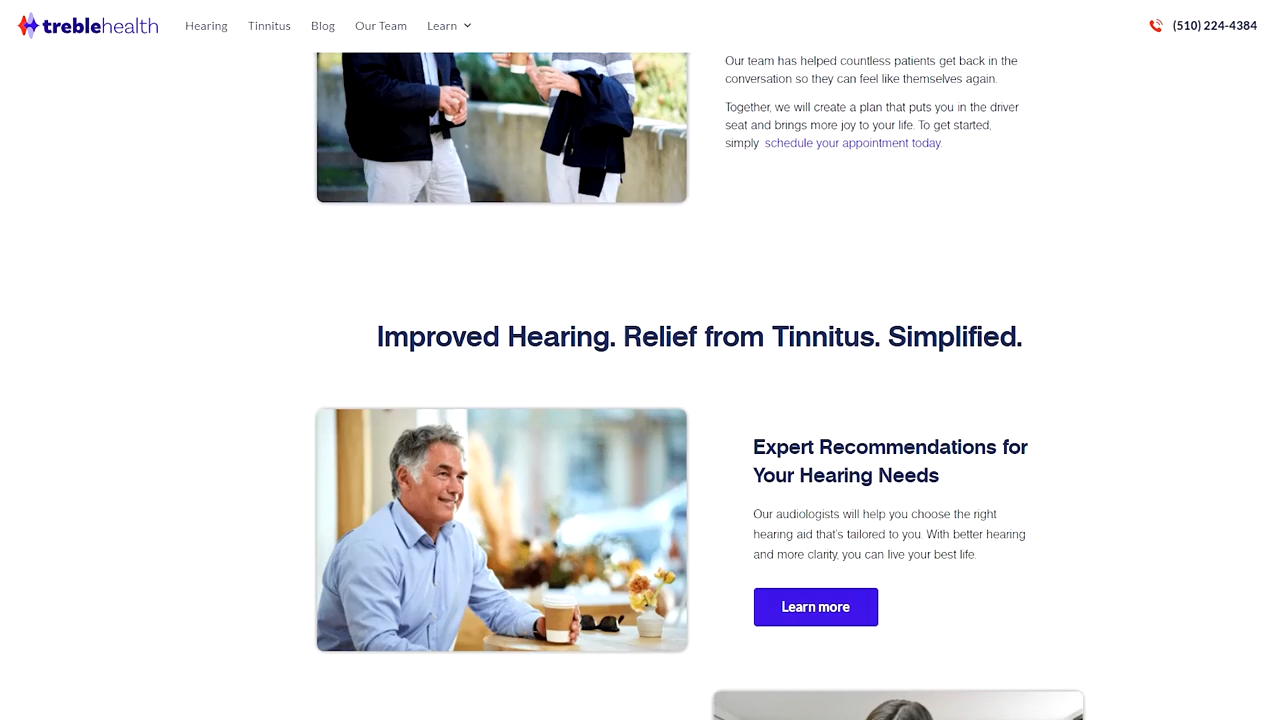 treblehealth
Hearing
Tinnitus
Blog
Our Team
Learn
(510) 224-4384
Our team has helped countless patients get back in the
conversation so they can feel like themselves again.
Together, we will create a plan that puts you in the driver
seat and brings more joy to your life. To get started,
simply schedule your appointment today.
Improved Hearing. Relief from Tinnitus. Simplified.
Expert Recommendations for
Your Hearing Needs
Our audiologists will help you choose the right
hearing aid that's tailored to you. With better hearing
and more clarity, you can live your best life.
Learn more